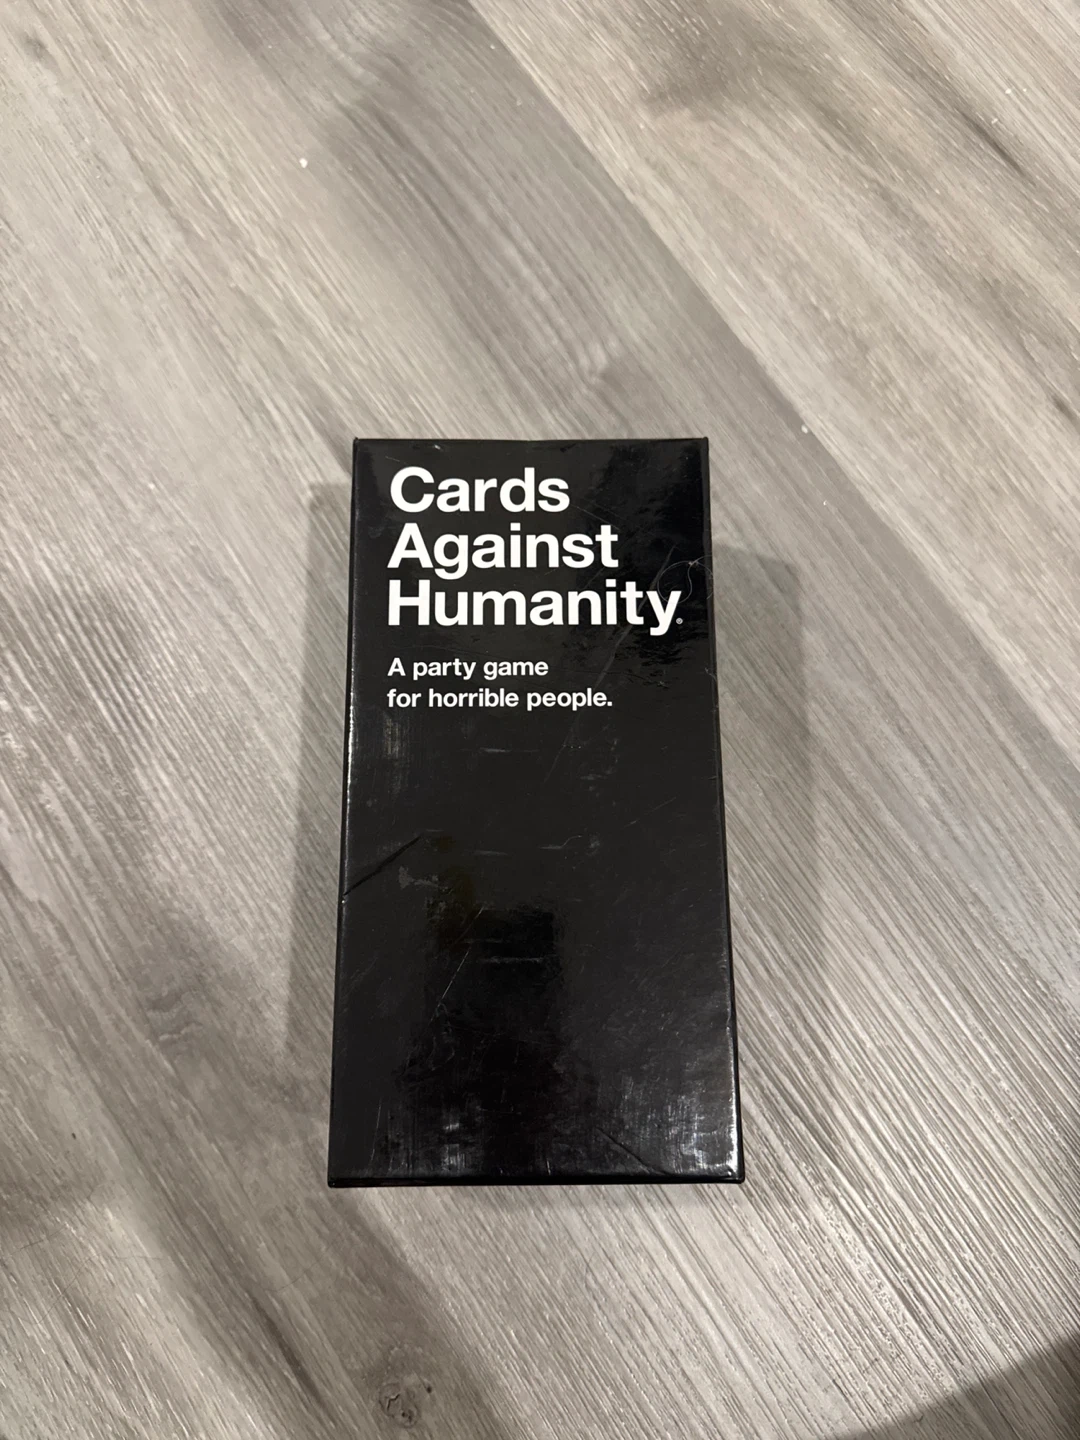 Cards
Against
Humanity®
A party game
for horrible people.